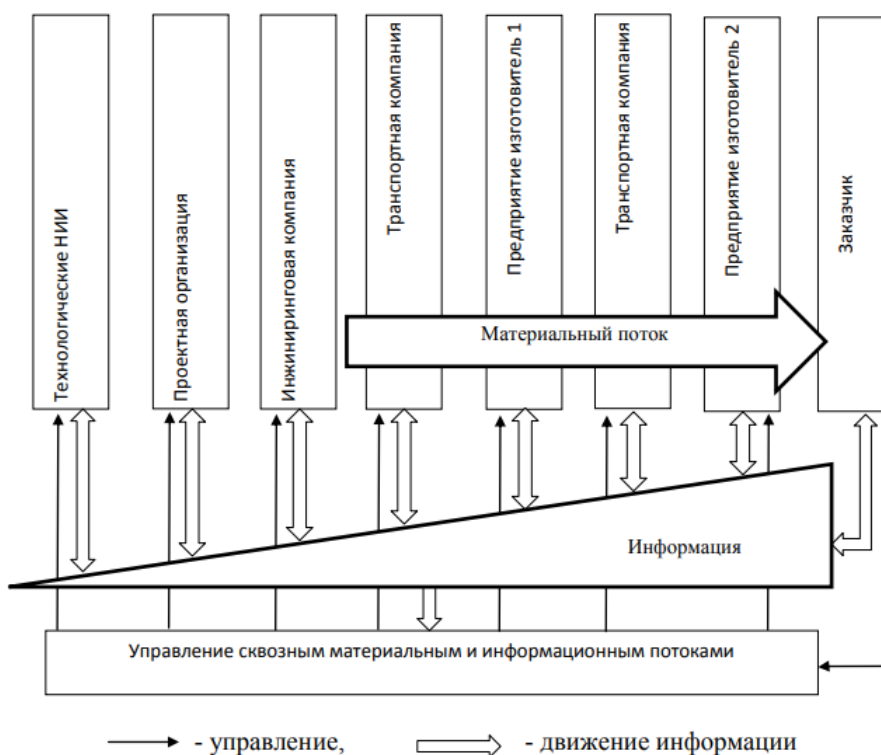 Технологические НИИ
Проектная организация
Инжиниринговая компания
Транспортная компания
Предприятие изготовитель 1
Транспортная компания
Предприятие изготовитель 2
Заказчик
Материальный поток
Информация
Управление сквозным материальным и информационным потоками
- управление,
- движение информации